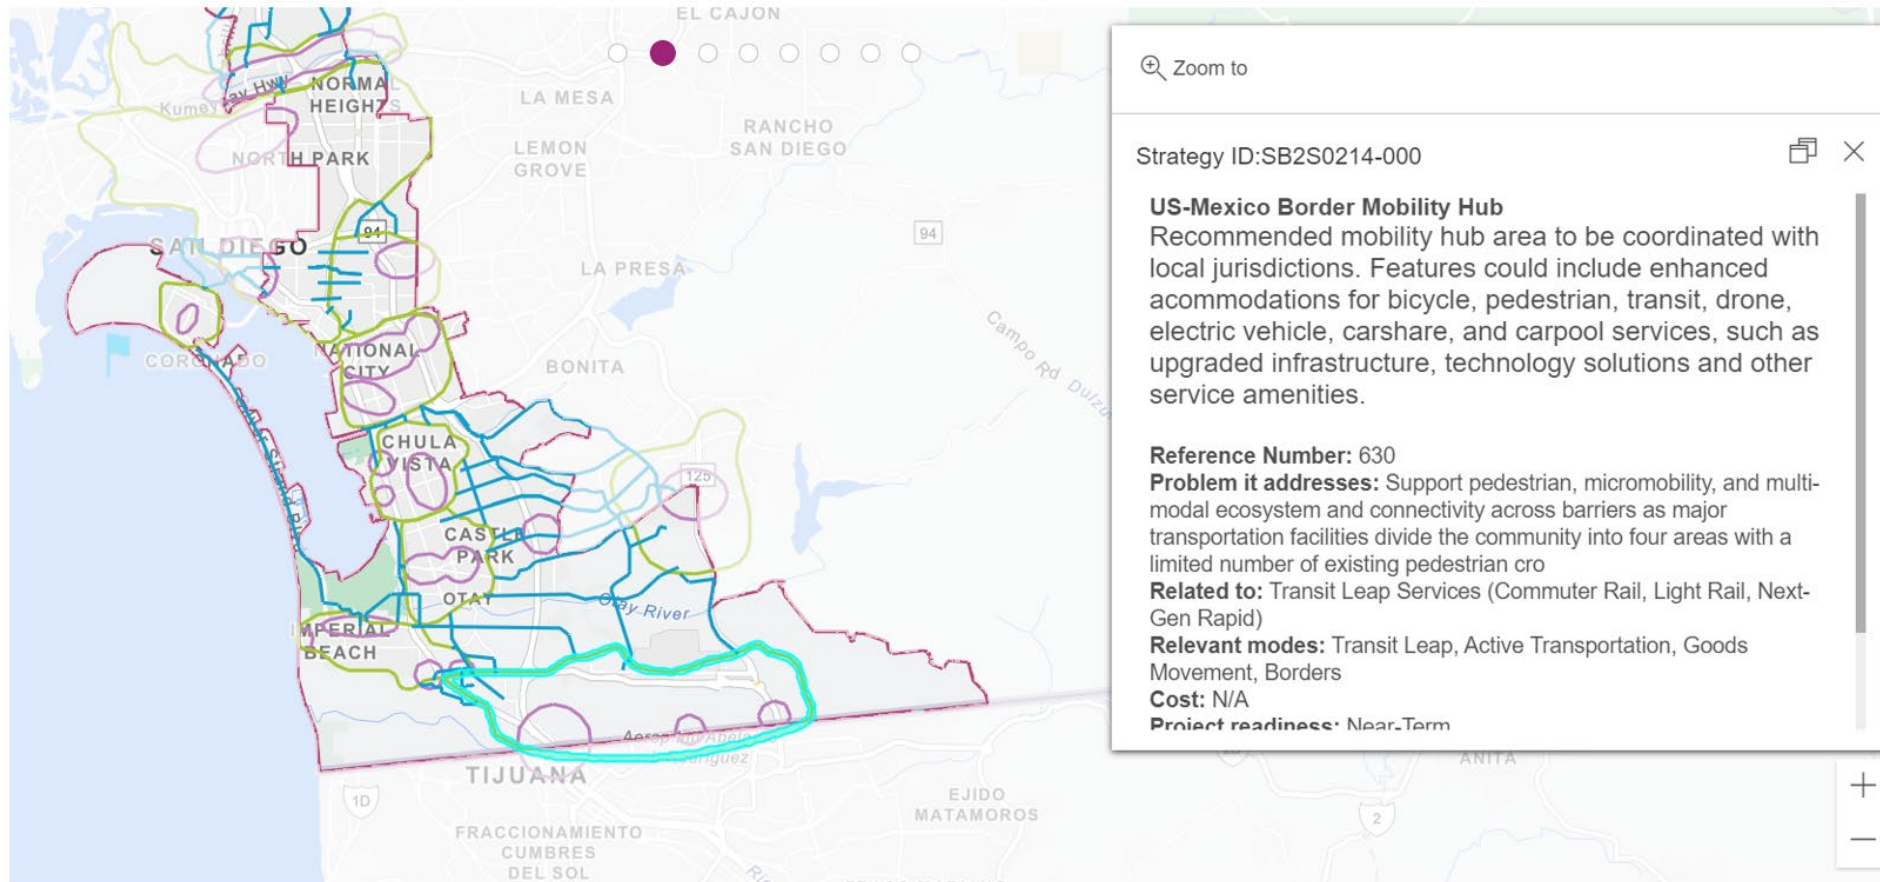 EL CAJON
NORMAL
HEIGHTS
Kumeyaay Hwy
LA MESA
RANCHO
SAN DIEGO
LEMON
GROVE
NORTH PARK
94
94
SAN DIEGO
LA PRESA
Campo Rd
Dulzu
NATIONAL
CITY
CORONADO
BONITA
CHULA
VISTA
125
Silver Strand Blvd
CASTLE
PARK
OTAY
Otay River
IMPERIAL
BEACH
TIJUANA
1D
EJIDO
MATAMOROS
2
ANITA
FRACCIONAMIENTO
CUMBRES
DEL SOL
Zoom to
Strategy ID:SB2S0214-000
US-Mexico Border Mobility Hub
Recommended mobility hub area to be coordinated with
local jurisdictions. Features could include enhanced
acommodations for bicycle, pedestrian, transit, drone,
electric vehicle, carshare, and carpool services, such as
upgraded infrastructure, technology solutions and other
service amenities.
Reference Number: 630
Problem it addresses: Support pedestrian, micromobility, and multi-
modal ecosystem and connectivity across barriers as major
transportation facilities divide the community into four areas with a
limited number of existing pedestrian cro
Related to: Transit Leap Services (Commuter Rail, Light Rail, Next-
Gen Rapid)
Relevant modes: Transit Leap, Active Transportation, Goods
Movement, Borders
Cost: N/A
Project readiness: Near-Term